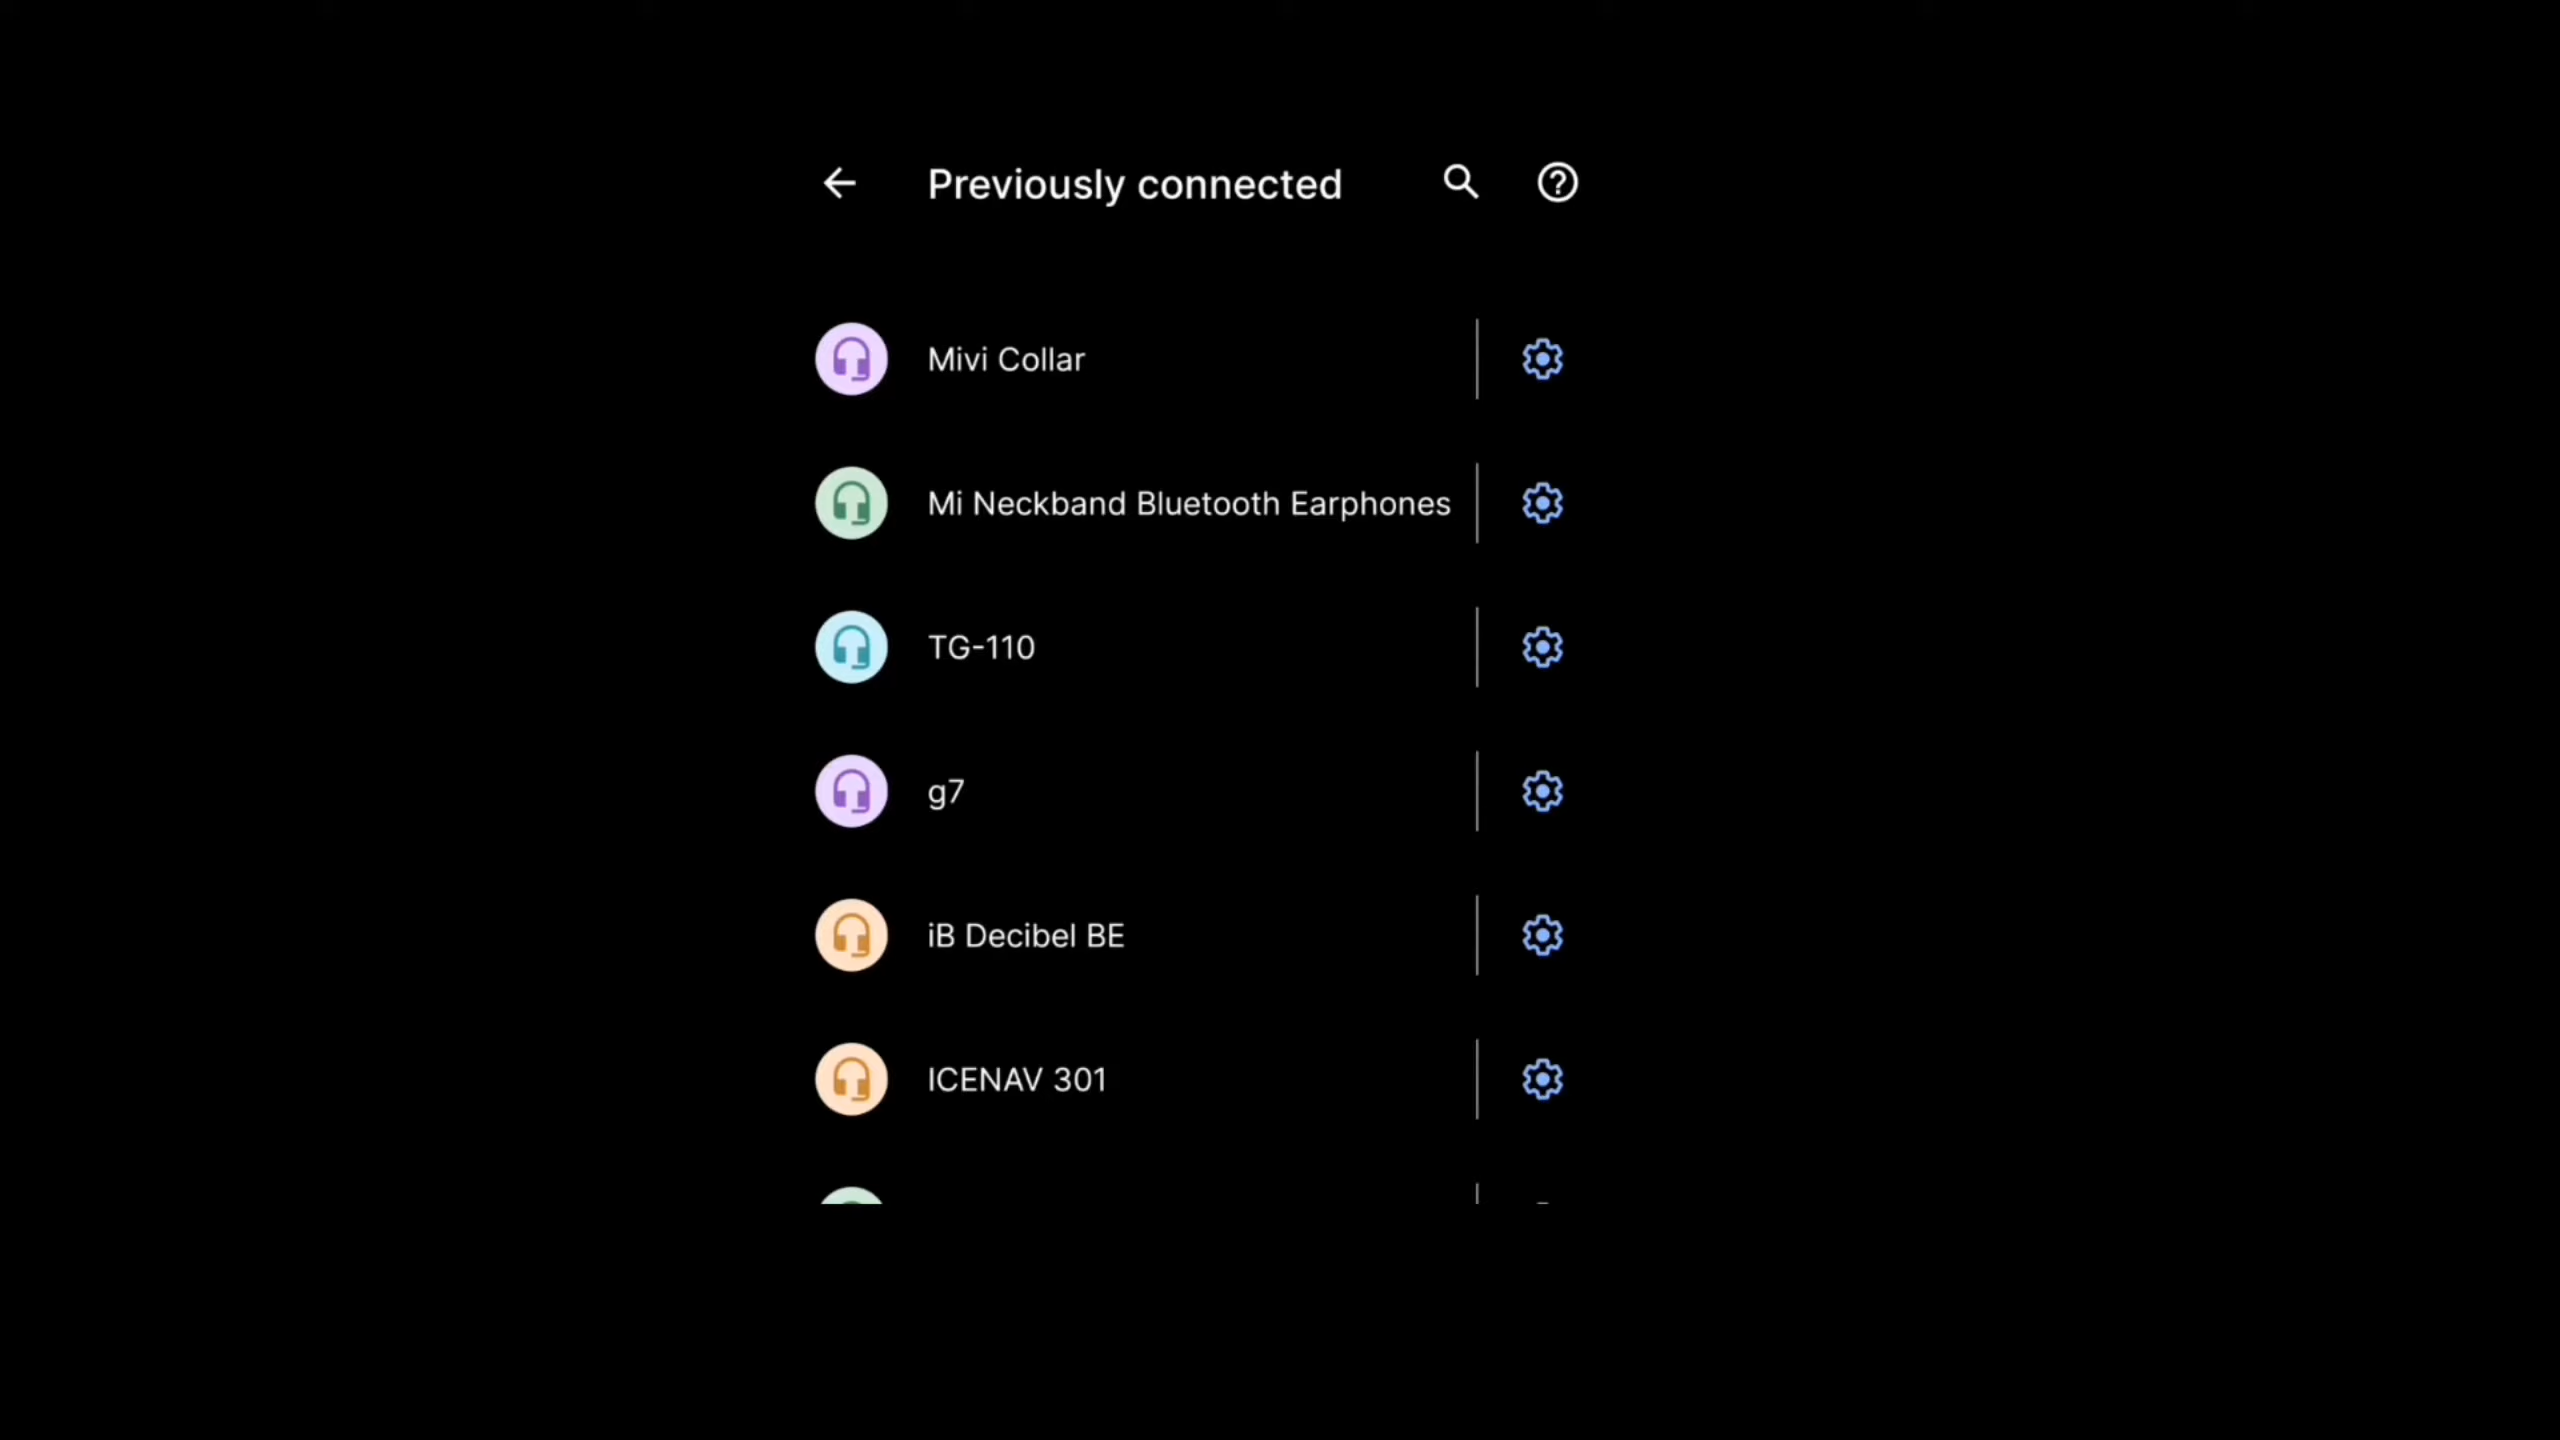 Previously connected
Mivi Collar
Mi Neckband Bluetooth Earphones
TG-110
g7
iB Decibel BE
ICENAV 301